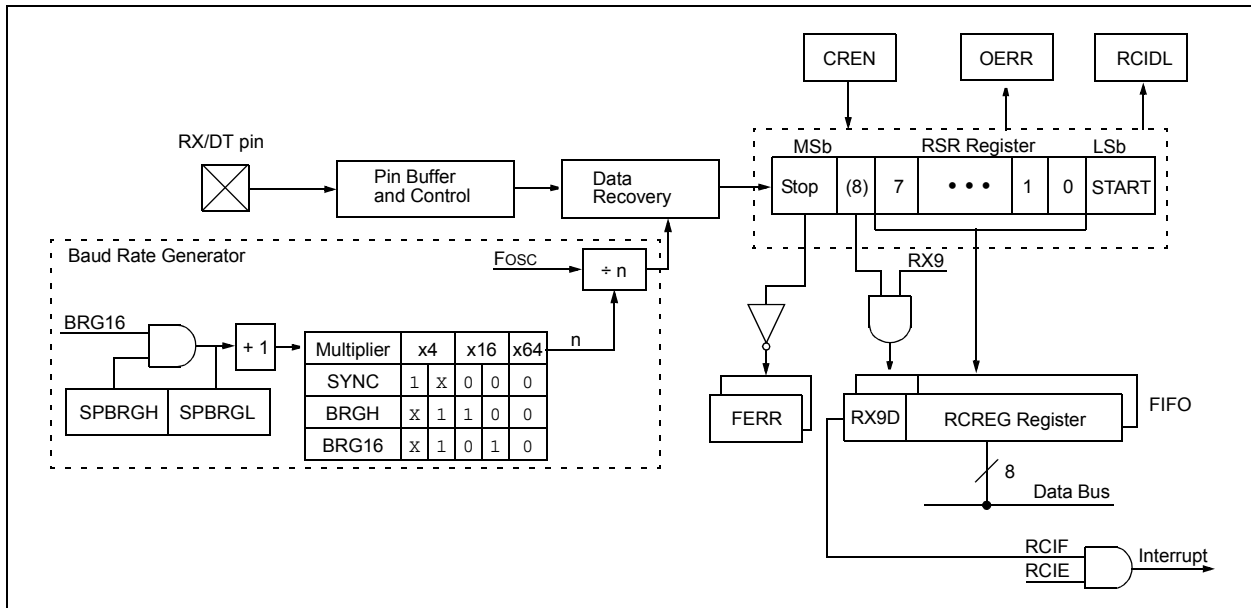 CREN
OERR
RCIDL
RX/DT pin
MSb
RSR Register
LSb
Pin Buffer
and Control
Data
Recovery
Stop (8) 7 • • • 1 0 START
Baud Rate Generator
FOSC
÷ n
RX9
BRG16
+ 1
n
Multiplier x4 x16 x64
SYNC 1 X 0 0 0
BRGH X 1 1 0 0
BRG16 X 1 0 1 0
SPBRGH SPBRGL
FERR
RX9D RCREG Register
FIFO
8
Data Bus
RCIF
RCIE
Interrupt